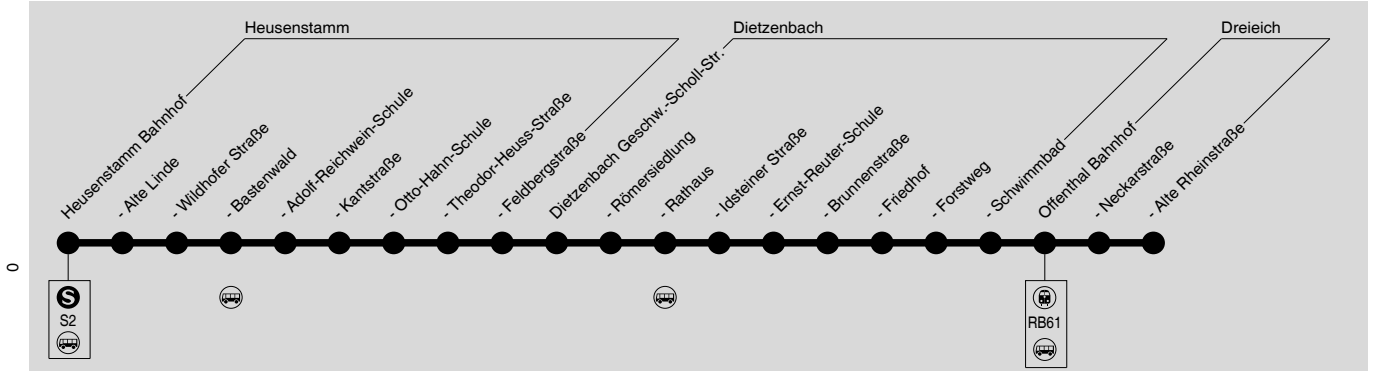 Heusenstamm
Dietzenbach
Dreieich
Heusenstamm Bahnhof
- Alte Linde
- Wildhofer Straße
- Bastenwald
- Adolf-Reichwein-Schule
- Kantstraße
- Otto-Hahn-Schule
- Theodor-Heuss-Straße
- Feldbergstraße
Dietzenbach Geschw.-Scholl-Str.
- Römersiedlung
- Rathaus
- Idsteiner Straße
- Ernst-Reuter-Schule
- Brunnenstraße
- Friedhof
- Forstweg
- Schwimmbad
Offenthal Bahnhof
- Neckarstraße
- Alte Rheinstraße
0
S
S2
RB61